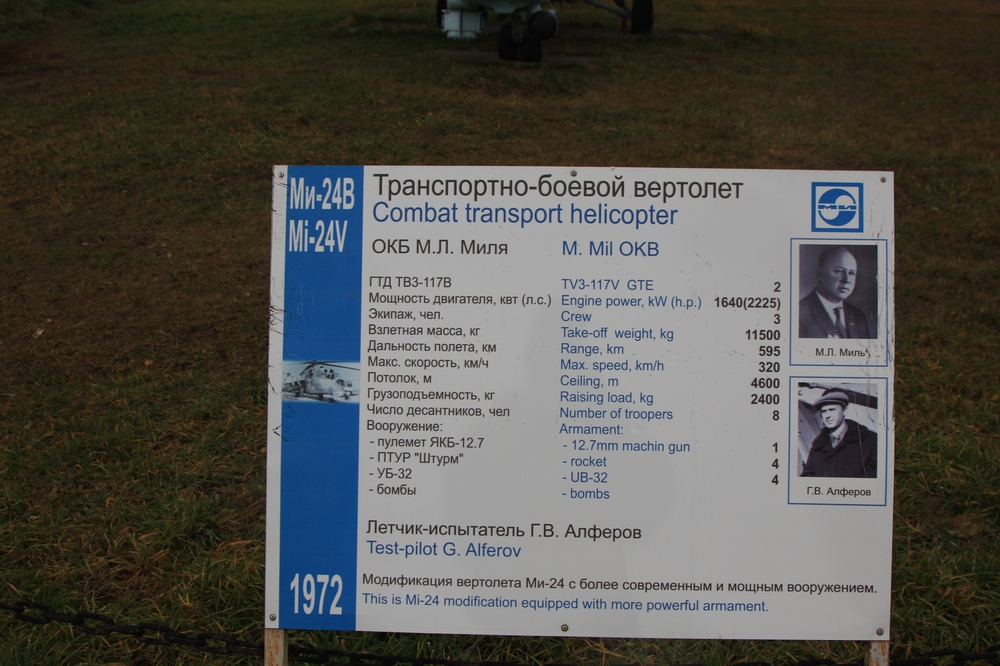 Ми-24В
Mi-24V
Транспортно-боевой вертолет
Combat transport helicopter
МИ
ОКБ М.Л. Миля M. Mil OKB
ГТД ТВ3-117В TV3-117V GTE 2
Мощность двигателя, квт (л.с.) Engine power, kW (h.p.) 1640(2225)
Экипаж, чел. Crew 3
Взлетная масса, кг Take-off weight, kg 11500
Дальность полета, км Range, km 595
Макс. скорость, км/ч Max. speed, km/h 320
Потолок, м Ceiling, m 4600
Грузоподъемность, кг Raising load, kg 2400
Число десантников, чел Number of troopers 8
Вооружение: Armament:
- пулемет ЯКБ-12.7 - 12.7mm machin gun 1
- ПТУР "Штурм" - rocket 4
- УБ-32 - UB-32 4
- бомбы - bombs
М.Л. Миль
Г.В. Алферов
Летчик-испытатель Г.В. Алферов
Test-pilot G. Alferov
1972
Модификация вертолета Ми-24 с более современным и мощным вооружением.
This is Mi-24 modification equipped with more powerful armament.